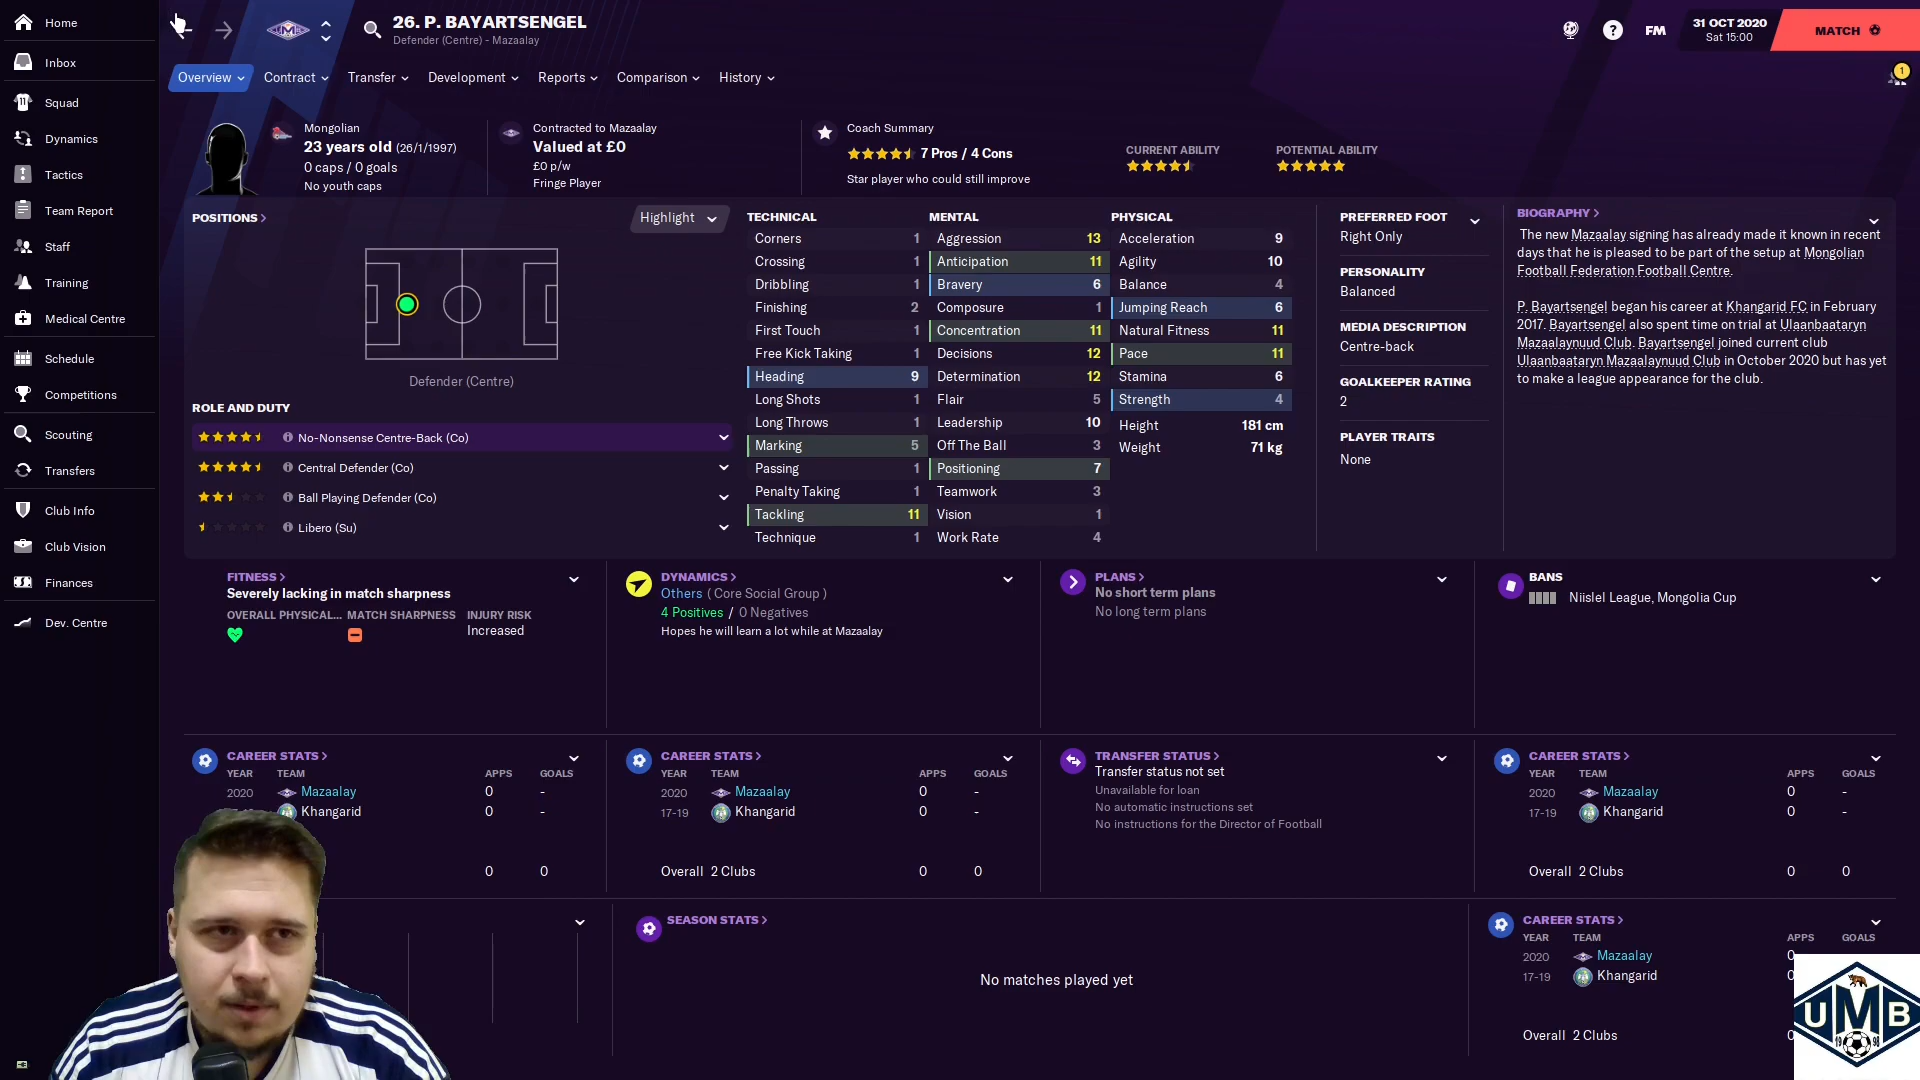 Home
Inbox
Squad
Dynamics
Tactics
Team Report
Staff
Training
Medical Centre
Schedule
Competitions
Scouting
Transfers
Club Info
Club Vision
Finances
Dev. Centre
26. P. BAYARTSENGEL
Defender (Centre) - Mazaalay
FM
31 OCT 2020
Sat 15:00
MATCH
1
Overview Contract Transfer Development Reports Comparison History
Mongolian
23 years old (26/1/1997)
0 caps / 0 goals
No youth caps
Contracted to Mazaalay
Valued at £0
£0 p/w
Fringe Player
Coach Summary
7 Pros / 4 Cons
Star player who could still improve
CURRENT ABILITY
POTENTIAL ABILITY
POSITIONS >
Highlight
Defender (Centre)
ROLE AND DUTY
No-Nonsense Centre-Back (Co)
Central Defender (Co)
Ball Playing Defender (Co)
Libero (Su)
TECHNICAL
Corners 1
Crossing 1
Dribbling 1
Finishing 2
First Touch 1
Free Kick Taking 1
Heading 9
Long Shots 1
Long Throws 1
Marking 5
Passing 1
Penalty Taking 1
Tackling 11
Technique 1
MENTAL
Aggression 13
Anticipation 11
Bravery 6
Composure 1
Concentration 11
Decisions 12
Determination 12
Flair 5
Leadership 10
Off The Ball 3
Positioning 7
Teamwork 3
Vision 1
Work Rate 4
PHYSICAL
Acceleration 9
Agility 10
Balance 4
Jumping Reach 6
Natural Fitness 11
Pace 11
Stamina 6
Strength 4
Height 181 cm
Weight 71 kg
PREFERRED FOOT
Right Only
PERSONALITY
Balanced
MEDIA DESCRIPTION
Centre-back
GOALKEEPER RATING
2
PLAYER TRAITS
None
BIOGRAPHY >
The new Mazaalay signing has already made it known in recent
days that he is pleased to be part of the setup at Mongolian
Football Federation Football Centre.
P. Bayartsengel began his career at Khangarid FC in February
2017. Bayartsengel also spent time on trial at Ulaanbaataryn
Mazaalaynuud Club. Bayartsengel joined current club
Ulaanbaataryn Mazaalaynuud Club in October 2020 but has yet
to make a league appearance for the club.
FITNESS >
Severely lacking in match sharpness
OVERALL PHYSICAL... MATCH SHARPNESS INJURY RISK
Increased
DYNAMICS >
Others ( Core Social Group )
4 Positives / 0 Negatives
Hopes he will learn a lot while at Mazaalay
PLANS >
No short term plans
No long term plans
BANS
Niislel League, Mongolia Cup
CAREER STATS >
YEAR TEAM APPS GOALS
2020 Mazaalay 0 -
Khangarid 0 -
0 0
CAREER STATS >
YEAR TEAM APPS GOALS
2020 Mazaalay 0 -
17-19 Khangarid 0 -
Overall 2 Clubs 0 0
TRANSFER STATUS >
Transfer status not set
Unavailable for loan
No automatic instructions set
No instructions for the Director of Football
CAREER STATS >
YEAR TEAM APPS GOALS
2020 Mazaalay 0 -
17-19 Khangarid 0 -
Overall 2 Clubs 0 0
SEASON STATS >
No matches played yet
CAREER STATS >
YEAR TEAM APPS GOALS
2020 Mazaalay 0
17-19 Khangarid 0
Overall 2 Clubs 0
UMB
19 98